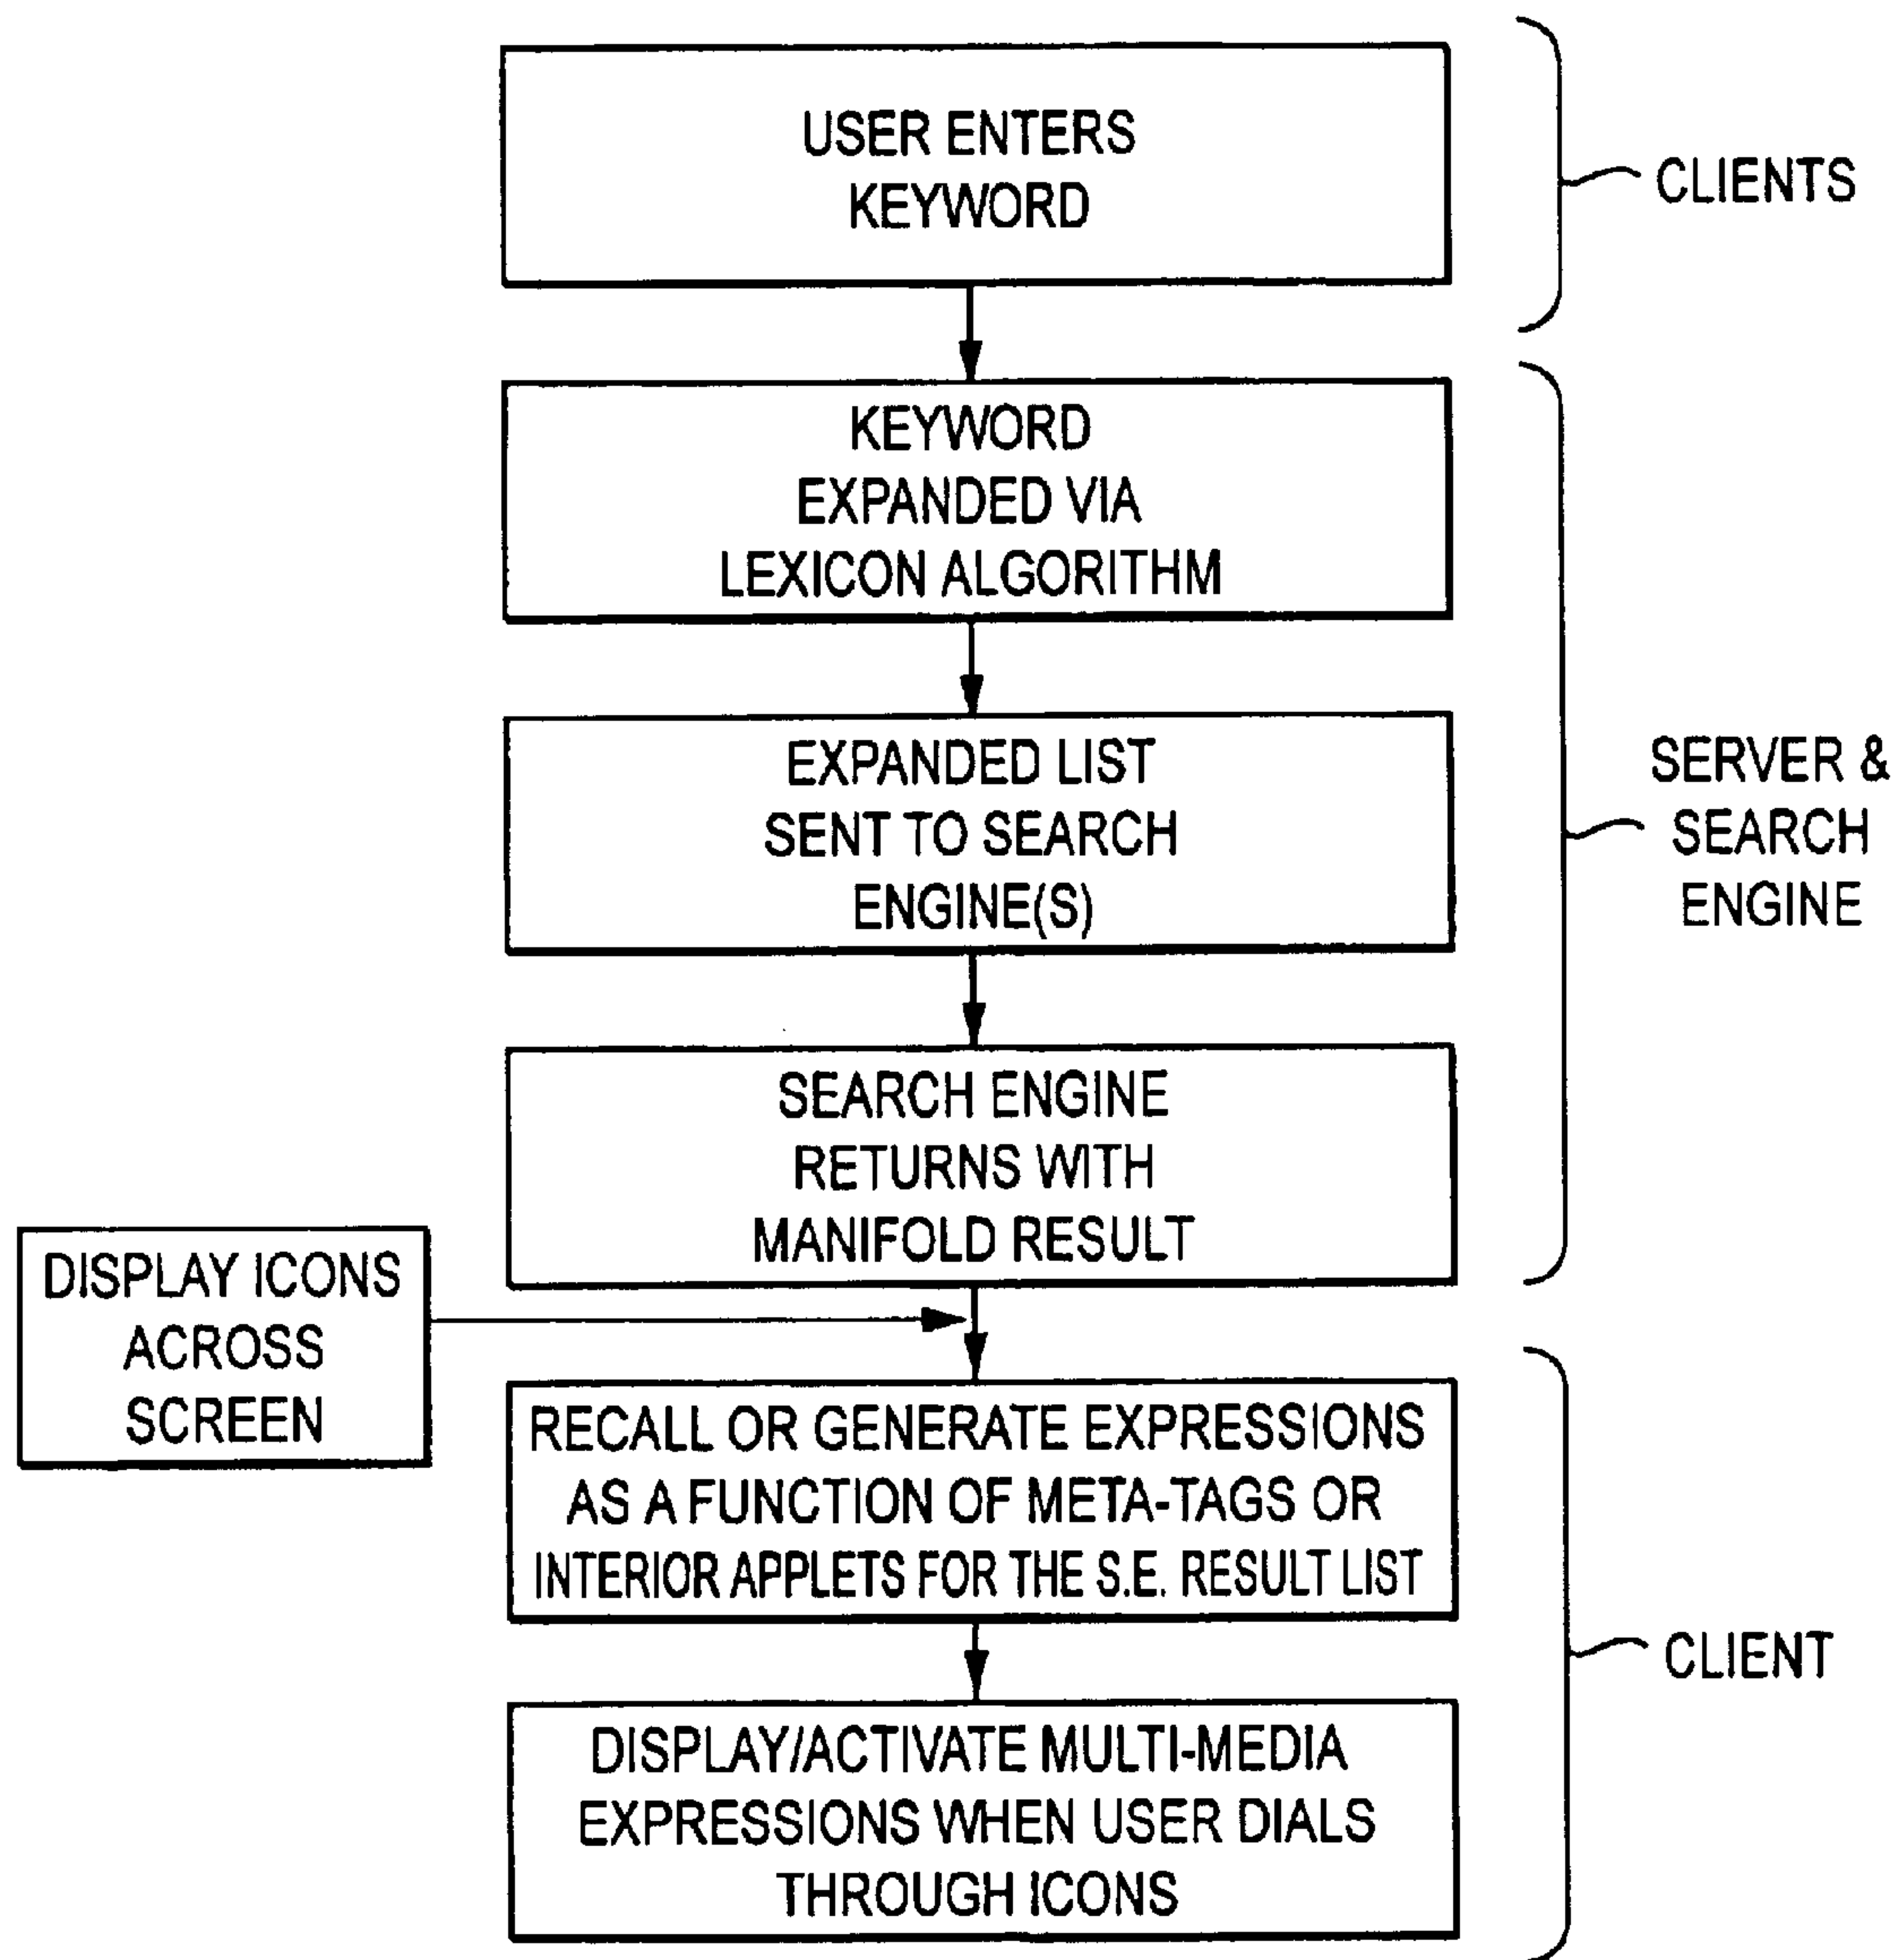 USER ENTERS
KEYWORD
CLIENTS
KEYWORD
EXPANDED VIA
LEXICON ALGORITHM
EXPANDED LIST
SENT TO SEARCH
ENGINE(S)
SERVER &
SEARCH
ENGINE
SEARCH ENGINE
RETURNS WITH
MANIFOLD RESULT
DISPLAY ICONS
ACROSS
SCREEN
RECALL OR GENERATE EXPRESSIONS
AS A FUNCTION OF META-TAGS OR
INTERIOR APPLETS FOR THE S.E. RESULT LIST
CLIENT
DISPLAY/ACTIVATE MULTI-MEDIA
EXPRESSIONS WHEN USER DIALS
THROUGH ICONS